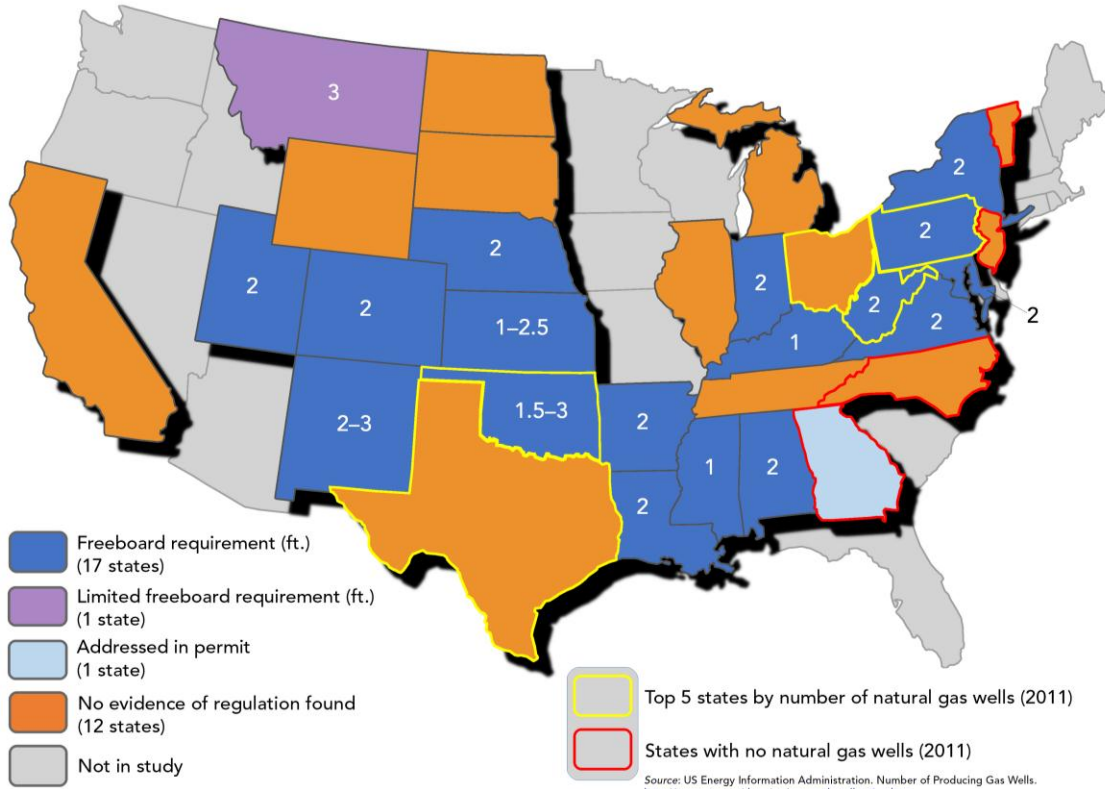 3
2
2
2
2
2
2
1–2.5
2
2
2
1
2–3
1.5–3
2
1
2
2
Freeboard requirement (ft.)
(17 states)
Limited freeboard requirement (ft.)
(1 state)
Addressed in permit
(1 state)
No evidence of regulation found
(12 states)
Not in study
Top 5 states by number of natural gas wells (2011)
States with no natural gas wells (2011)
Source: US Energy Information Administration. Number of Producing Gas Wells.